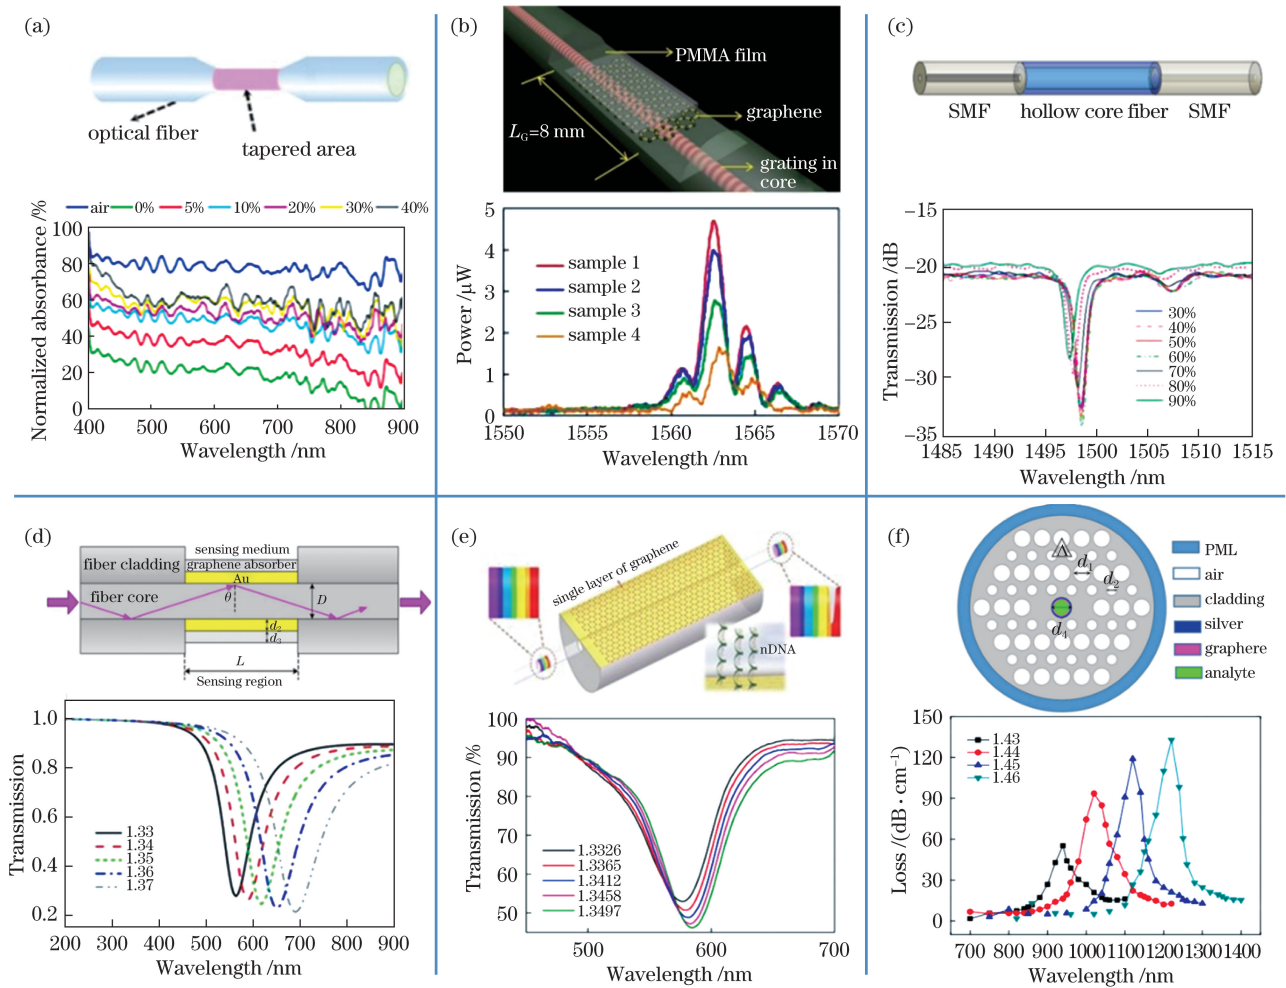 (a)
optical fiber
tapered area
air 0% 5% 10% 20% 30% 40%
Normalized absorbance /%
100
80
60
40
20
0
400 500 600 700 800 900
Wavelength /nm
(b)
PMMA film
graphene
L_G=8 mm
grating in
core
5
4
3
2
1
0
Power /μW
sample 1
sample 2
sample 3
sample 4
1550 1555 1560 1565 1570
Wavelength /nm
(c)
SMF hollow core fiber SMF
Transmission /dB
−15
−20
−25
−30
−35
30%
40%
50%
60%
70%
80%
90%
1485 1490 1495 1500 1505 1510 1515
Wavelength /nm
(d)
sensing medium
fiber cladding graphene absorber
Au
fiber core θ D
d2
d3
L
Sensing region
Transmission
1.0
0.8
0.6
0.4
0.2
1.33
1.34
1.35
1.36
1.37
200 300 400 500 600 700 800 900
Wavelength /nm
(e)
single layer of graphene
nDNA
Transmission /%
100
90
80
70
60
50
1.3326
1.3365
1.3412
1.3458
1.3497
500 600 700
Wavelength /nm
(f)
Λ
d1
d2
d4
PML
air
cladding
silver
graphere
analyte
Loss /(dB·cm⁻¹)
150
120
90
60
30
0
1.43
1.44
1.45
1.46
700 800 900 1000 1100 1200 1300 1400
Wavelength /nm